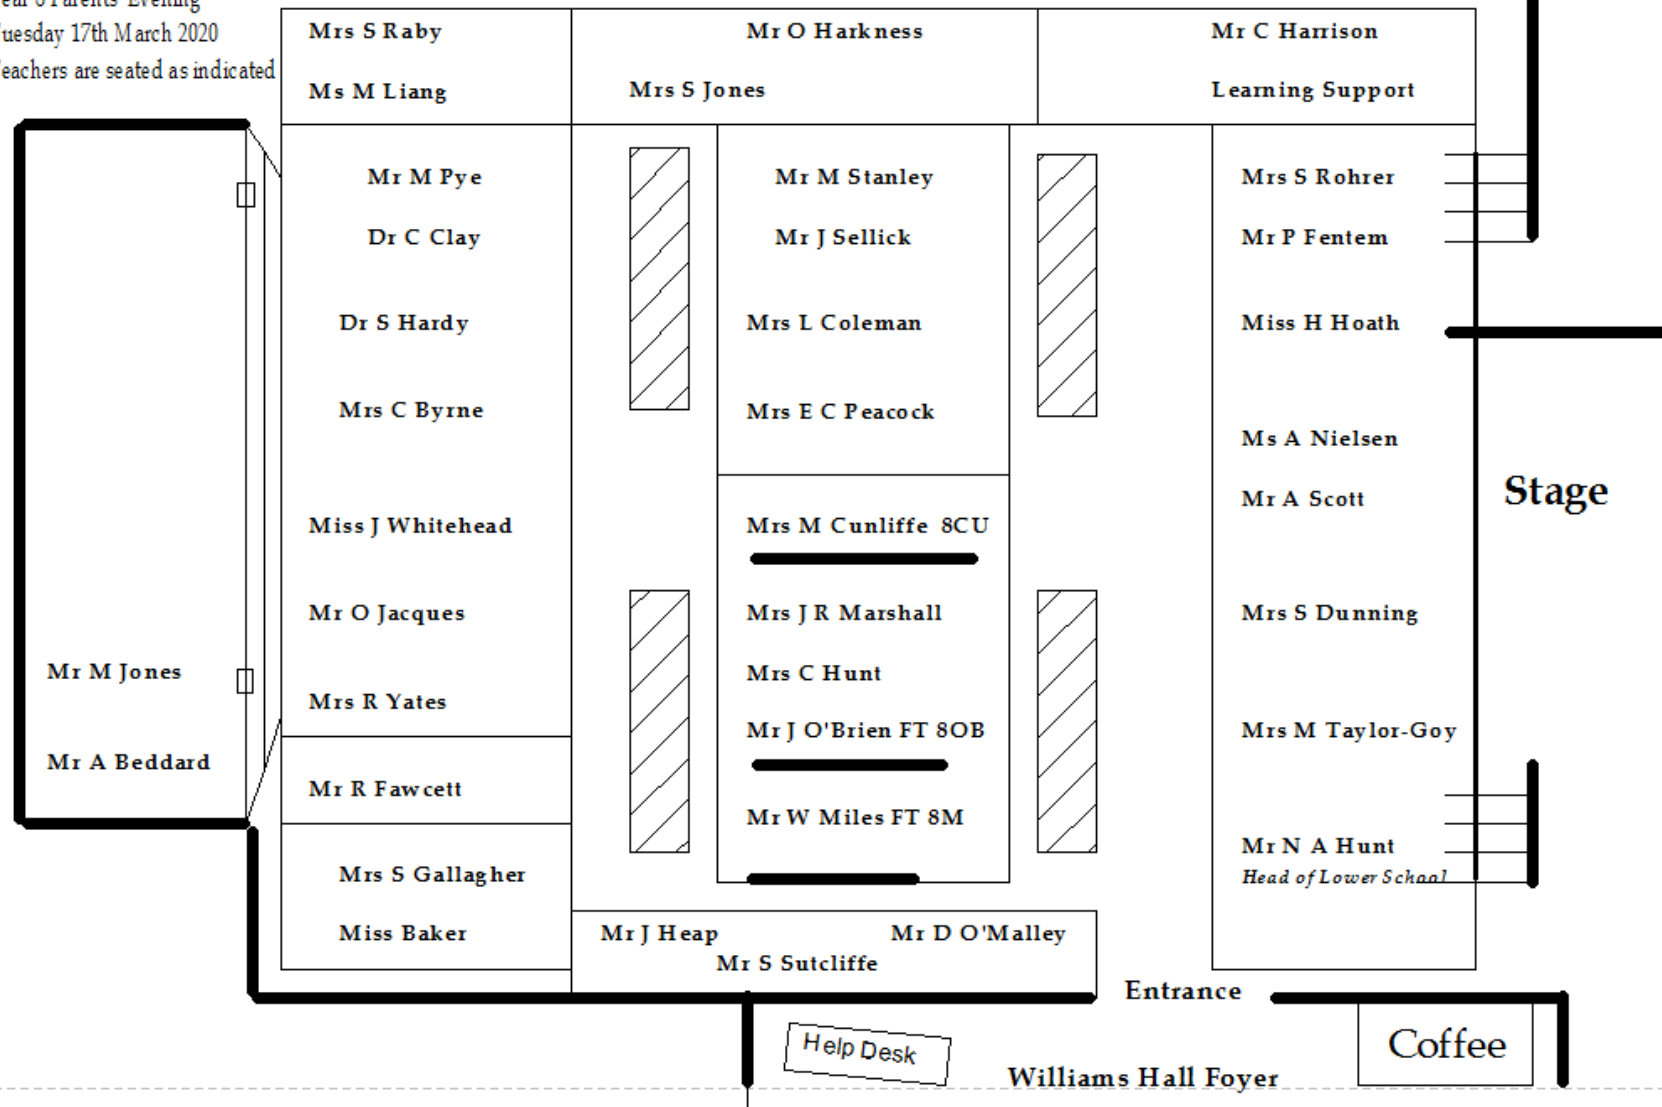 Parents' Evening
Tuesday 17th March 2020
Teachers are seated as indicated
Mrs S Raby
Mr O Harkness
Mr C Harrison
Ms M Liang
Mrs S Jones
Learning Support
Mr M Pye
Mr M Stanley
Mrs S Rohrer
Dr C Clay
Mr J Sellick
Mr P Fentem
Dr S Hardy
Mrs L Coleman
Miss H Hoath
Mrs C Byrne
Mrs E C Peacock
Ms A Nielsen
Mr A Scott
Stage
Miss J Whitehead
Mrs M Cunliffe 8CU
Mr O Jacques
Mrs J R Marshall
Mrs S Dunning
Mr M Jones
Mrs C Hunt
Mrs R Yates
Mr J O'Brien FT 8OB
Mrs M Taylor-Goy
Mr A Beddard
Mr R Fawcett
Mr W Miles FT 8M
Mr N A Hunt
Head of Lower School
Mrs S Gallagher
Miss Baker
Mr J Heap
Mr D O'Malley
Mr S Sutcliffe
Entrance
Help Desk
Coffee
Williams Hall Foyer